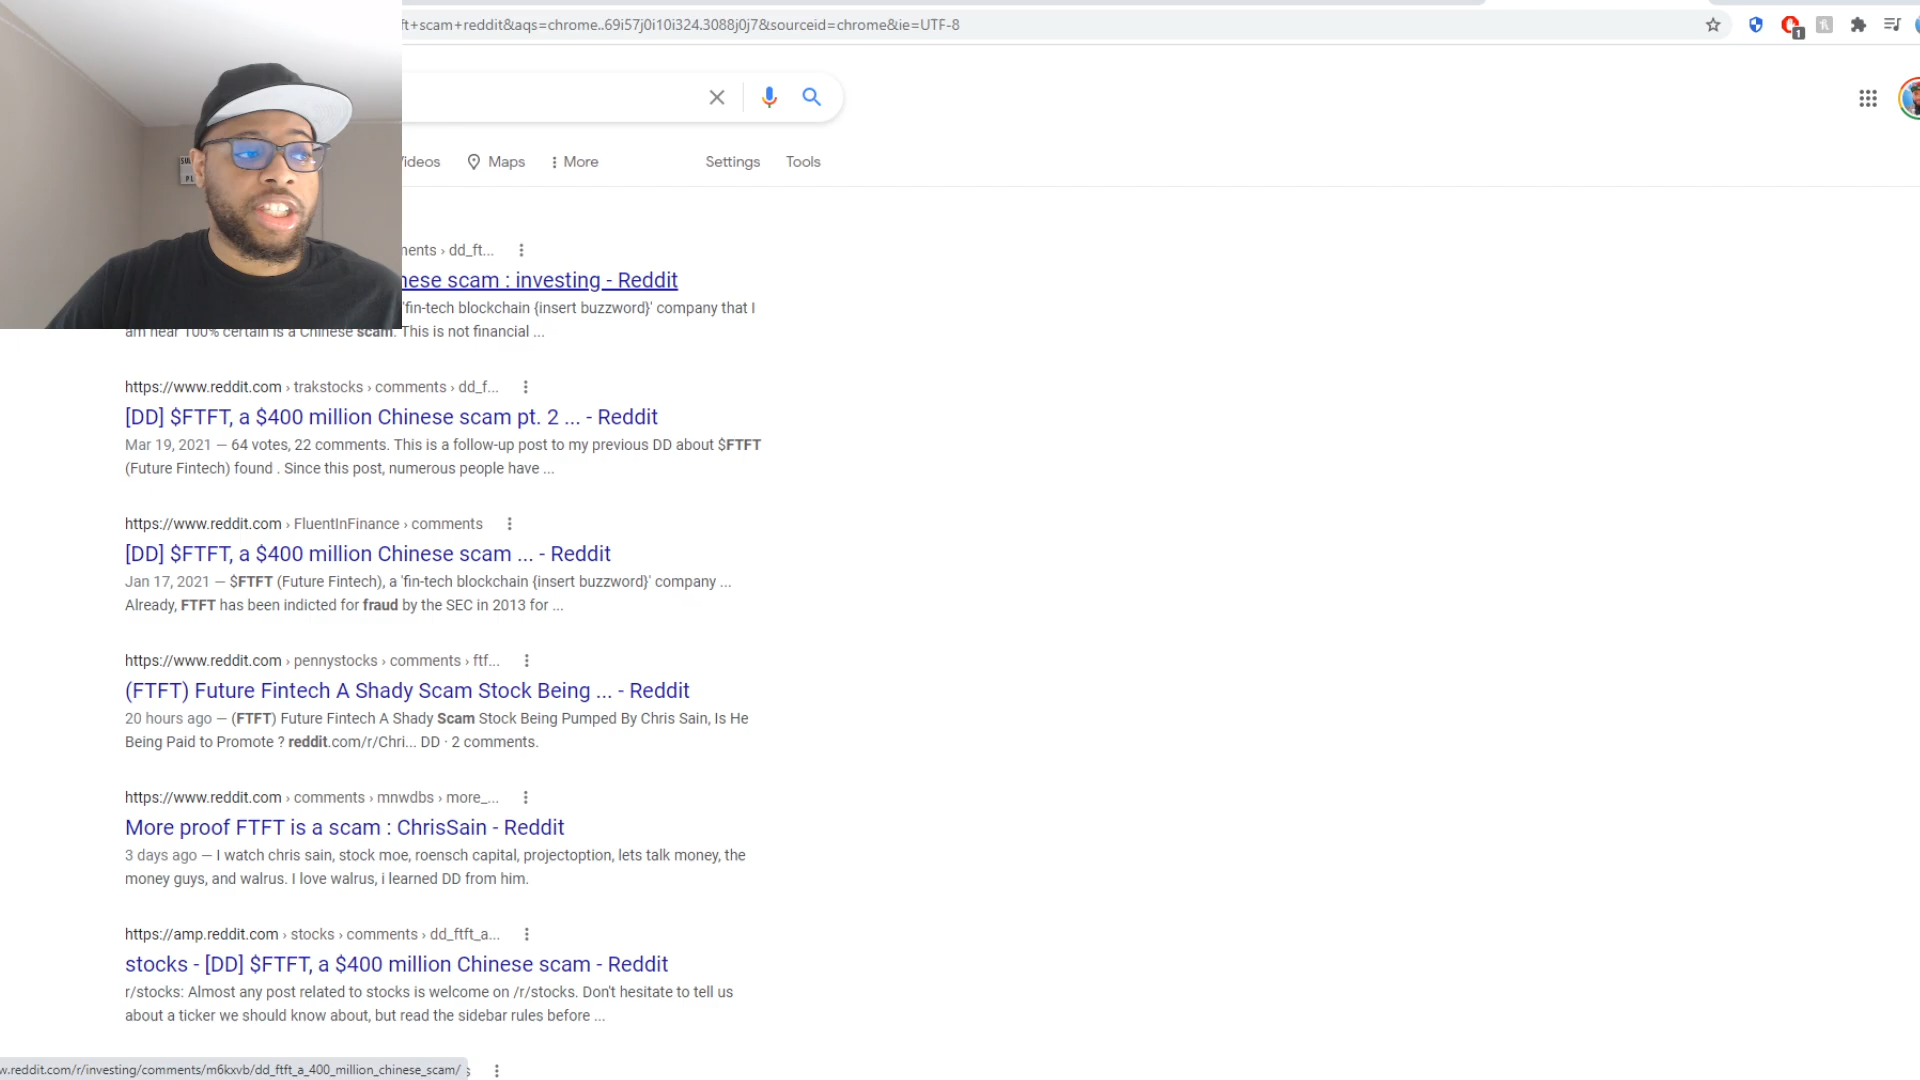 ft+scam+reddit&aqs=chrome..69i57j0i10i324.3088j0j7&sourceid=chrome&ie=UTF-8
1
Videos Maps More Settings Tools
ments › dd_ft...
nese scam : investing - Reddit
'fin-tech blockchain {insert buzzword}' company that I
am near 100% certain is a Chinese scam. This is not financial ...
https://www.reddit.com › trakstocks › comments › dd_f...
[DD] $FTFT, a $400 million Chinese scam pt. 2 ... - Reddit
Mar 19, 2021 — 64 votes, 22 comments. This is a follow-up post to my previous DD about $FTFT
(Future Fintech) found . Since this post, numerous people have ...
https://www.reddit.com › FluentInFinance › comments
[DD] $FTFT, a $400 million Chinese scam ... - Reddit
Jan 17, 2021 — $FTFT (Future Fintech), a 'fin-tech blockchain {insert buzzword}' company ...
Already, FTFT has been indicted for fraud by the SEC in 2013 for ...
https://www.reddit.com › pennystocks › comments › ftf...
(FTFT) Future Fintech A Shady Scam Stock Being ... - Reddit
20 hours ago — (FTFT) Future Fintech A Shady Scam Stock Being Pumped By Chris Sain, Is He
Being Paid to Promote ? reddit.com/r/Chri... DD · 2 comments.
https://www.reddit.com › comments › mnwdbs › more_...
More proof FTFT is a scam : ChrisSain - Reddit
3 days ago — I watch chris sain, stock moe, roensch capital, projectoption, lets talk money, the
money guys, and walrus. I love walrus, i learned DD from him.
https://amp.reddit.com › stocks › comments › dd_ftft_a...
stocks - [DD] $FTFT, a $400 million Chinese scam - Reddit
r/stocks: Almost any post related to stocks is welcome on /r/stocks. Don't hesitate to tell us
about a ticker we should know about, but read the sidebar rules before ...
w.reddit.com/r/investing/comments/m6kxvb/dd_ftft_a_400_million_chinese_scam/